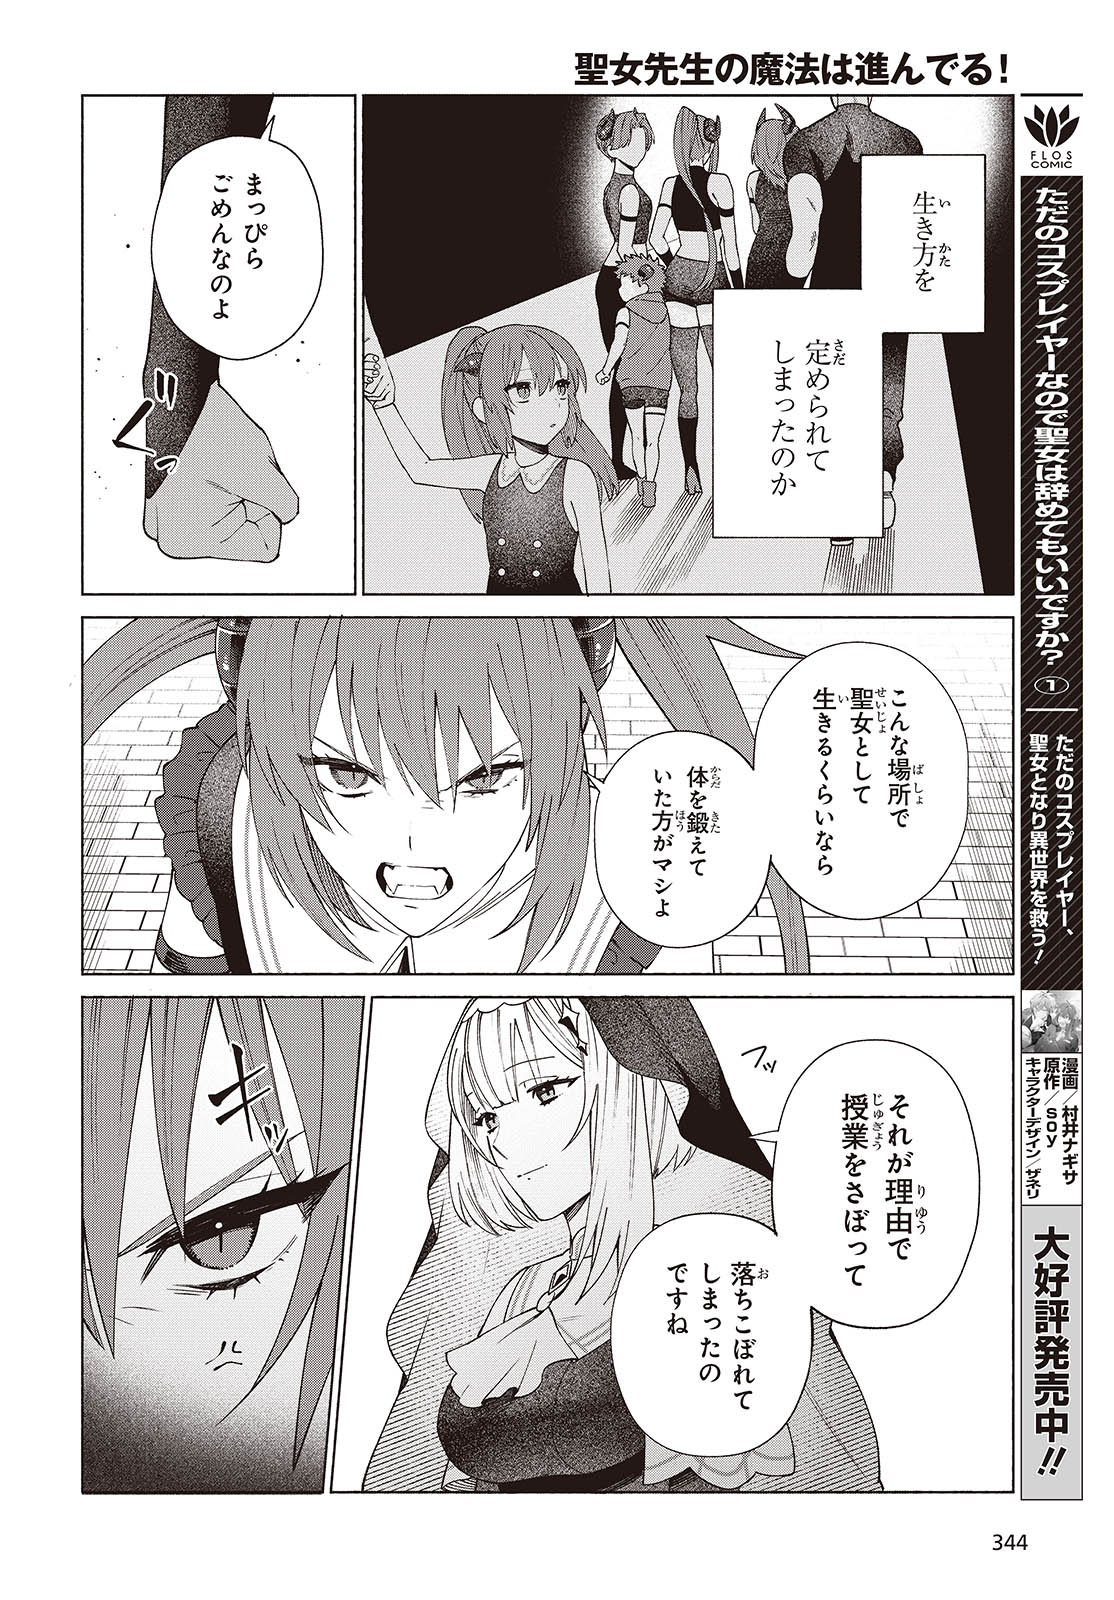 聖女先生の魔法は進んでる!
生き方を
定められて
しまったのか
まっぴら
ごめんなのよ
ぐっ
こんな場所で
聖女として
生きるくらいなら
体を鍛えて
いた方がマシよ
それが理由で
授業をさぼって
落ちこぼれて
しまったの
ですね
フッ
キッ
FLOS
COMIC
ただのコスプレイヤーなので聖女は辞めてもいいですか? ①
ただのコスプレイヤー、
聖女となり異世界を救う!
漫画/村井ナギサ
原作/soy
キャラクターデザイン/ザネリ
大好評発売中!!
344